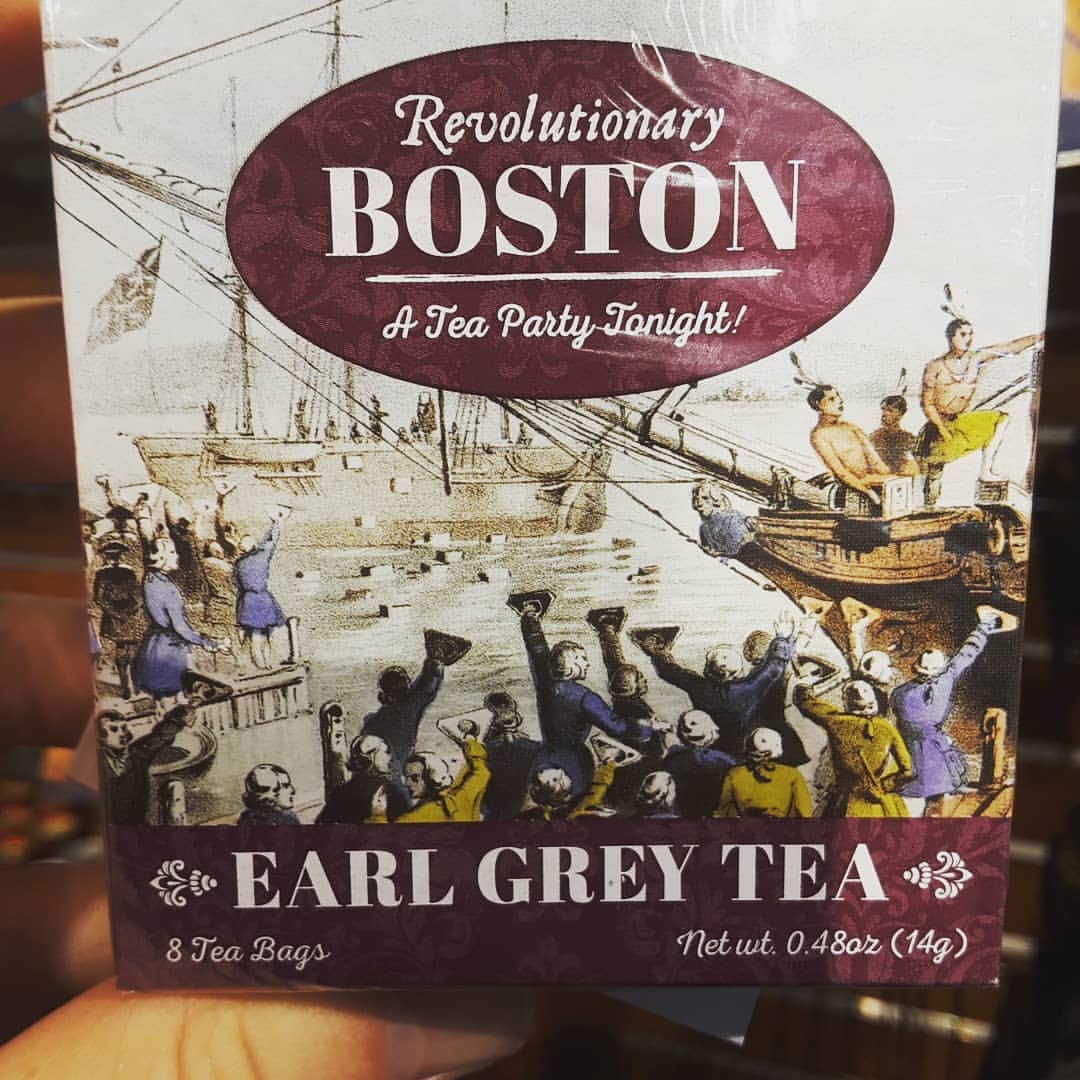 Revolutionary
BOSTON
A Tea Party Tonight!
EARL GREY TEA
8 Tea Bags
Net wt. 0.48oz (14g)